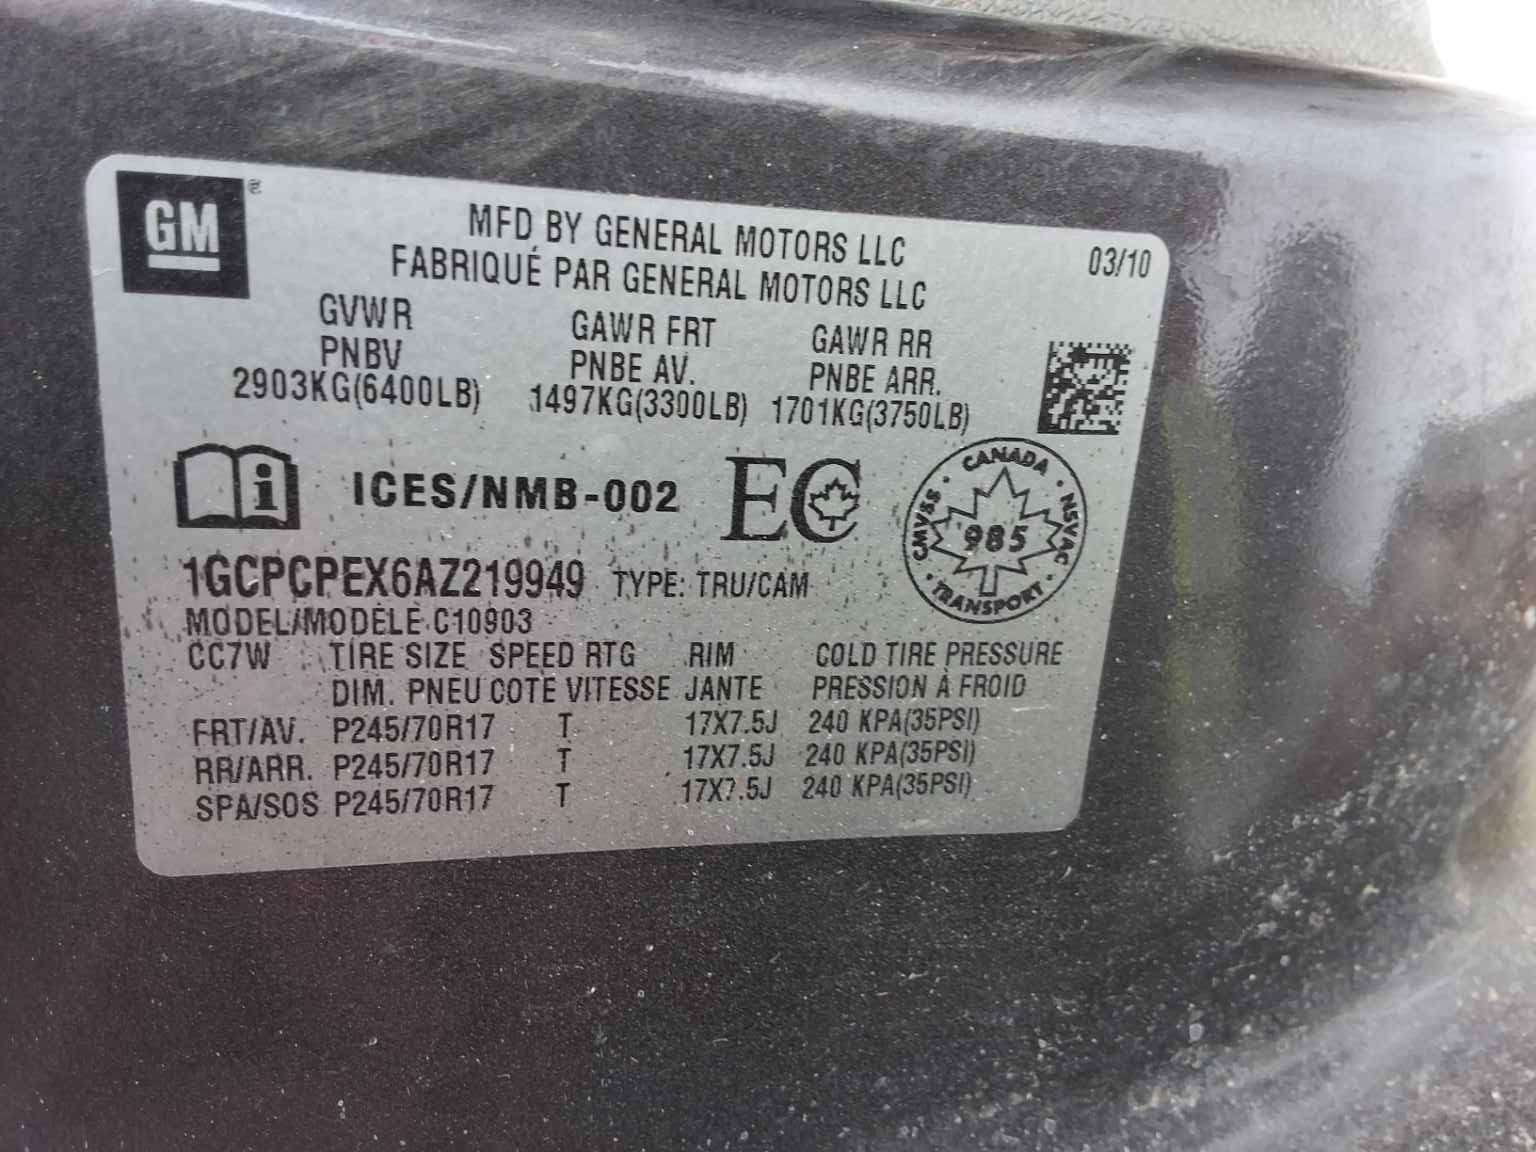 GM ®
MFD BY GENERAL MOTORS LLC 03/10
FABRIQUÉ PAR GENERAL MOTORS LLC
GVWR GAWR FRT GAWR RR
PNBV PNBE AV. PNBE ARR.
2903KG(6400LB) 1497KG(3300LB) 1701KG(3750LB)
i ICES/NMB-002 EC
CANADA
CMVSS 985 NSVAC
TRANSPORT
1GCPCPEX6AZ219949 TYPE: TRU/CAM
MODEL/MODÈLE C10903
CC7W TIRE SIZE SPEED RTG RIM COLD TIRE PRESSURE
DIM. PNEU COTE VITESSE JANTE PRESSION À FROID
FRT/AV. P245/70R17 T 17X7.5J 240 KPA(35PSI)
RR/ARR. P245/70R17 T 17X7.5J 240 KPA(35PSI)
SPA/SOS P245/70R17 T 17X7.5J 240 KPA(35PSI)